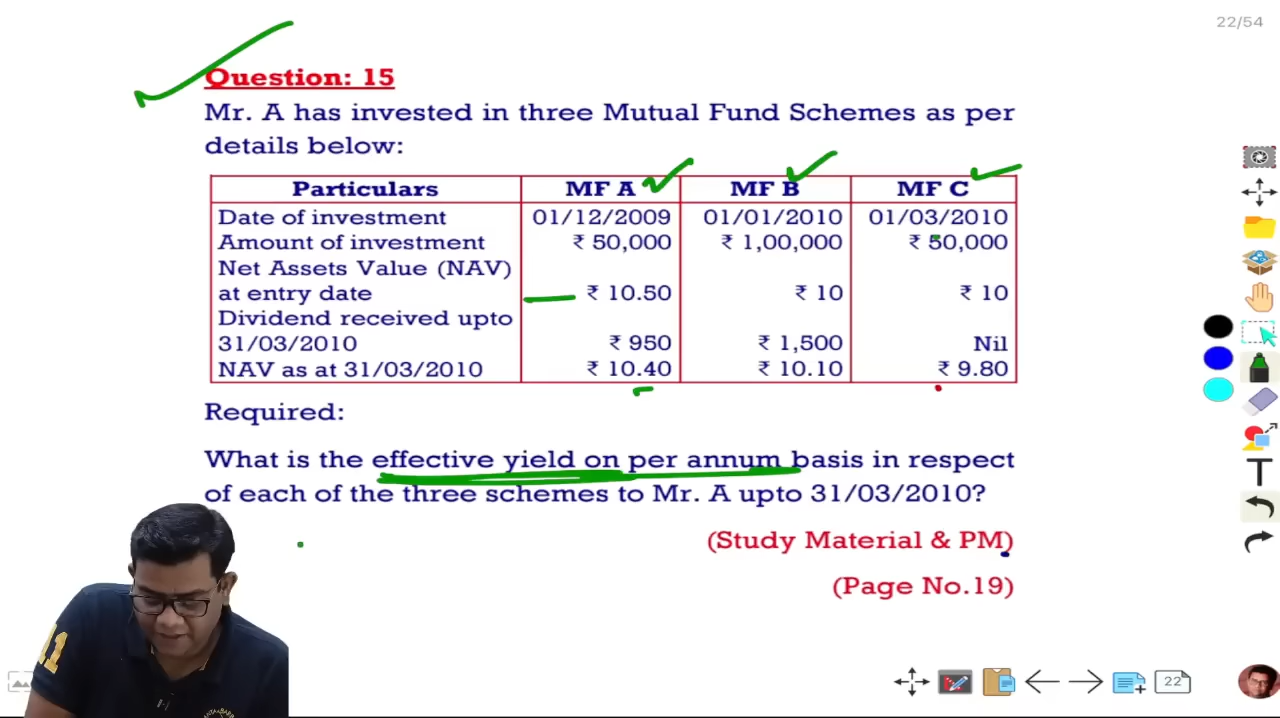 22/54
Question: 15
Mr. A has invested in three Mutual Fund Schemes as per
details below:
Particulars MF A MF B MF C
Date of investment 01/12/2009 01/01/2010 01/03/2010
Amount of investment ₹ 50,000 ₹ 1,00,000 ₹ 50,000
Net Assets Value (NAV)
at entry date ₹ 10.50 ₹ 10 ₹ 10
Dividend received upto
31/03/2010 ₹ 950 ₹ 1,500 Nil
NAV as at 31/03/2010 ₹ 10.40 ₹ 10.10 ₹ 9.80
Required:
What is the effective yield on per annum basis in respect
of each of the three schemes to Mr. A upto 31/03/2010?
(Study Material & PM)
(Page No.19)
11
22